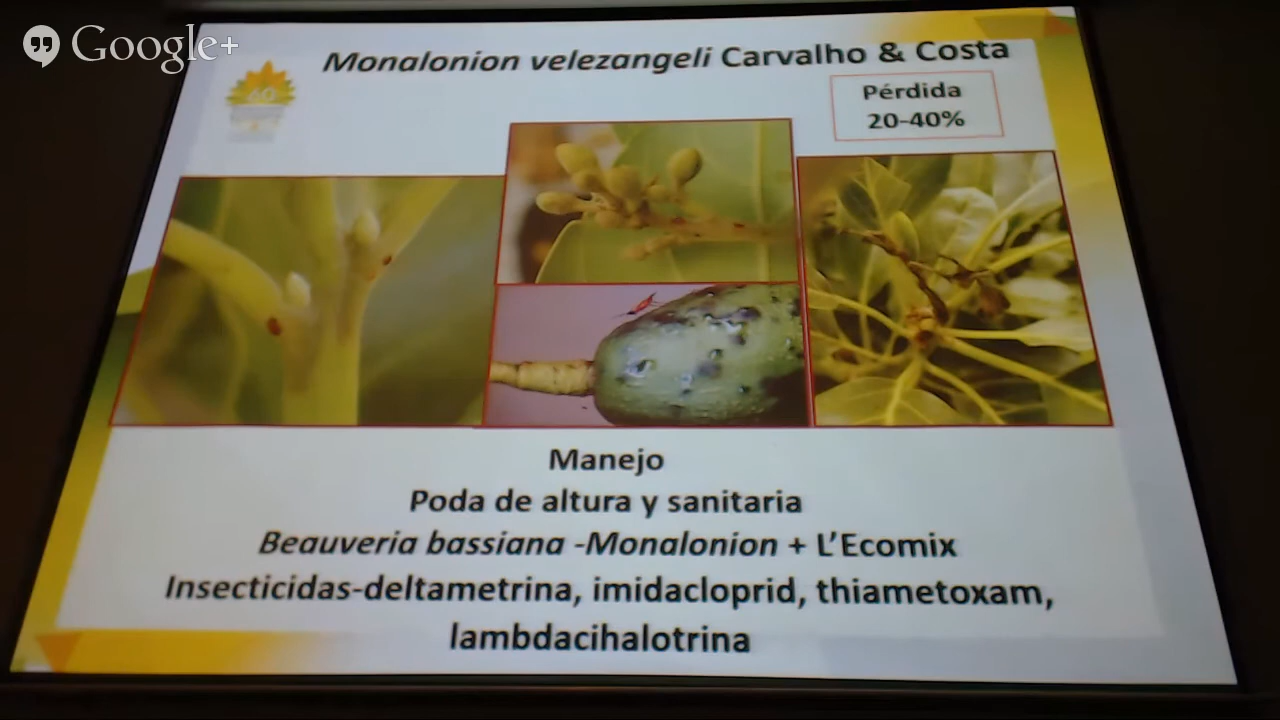 Google+
Monalonion velezangeli Carvalho & Costa
60
Pérdida
20-40%
Manejo
Poda de altura y sanitaria
Beauveria bassiana -Monalonion + L'Ecomix
Insecticidas-deltametrina, imidacloprid, thiametoxam,
lambdacihalotrina